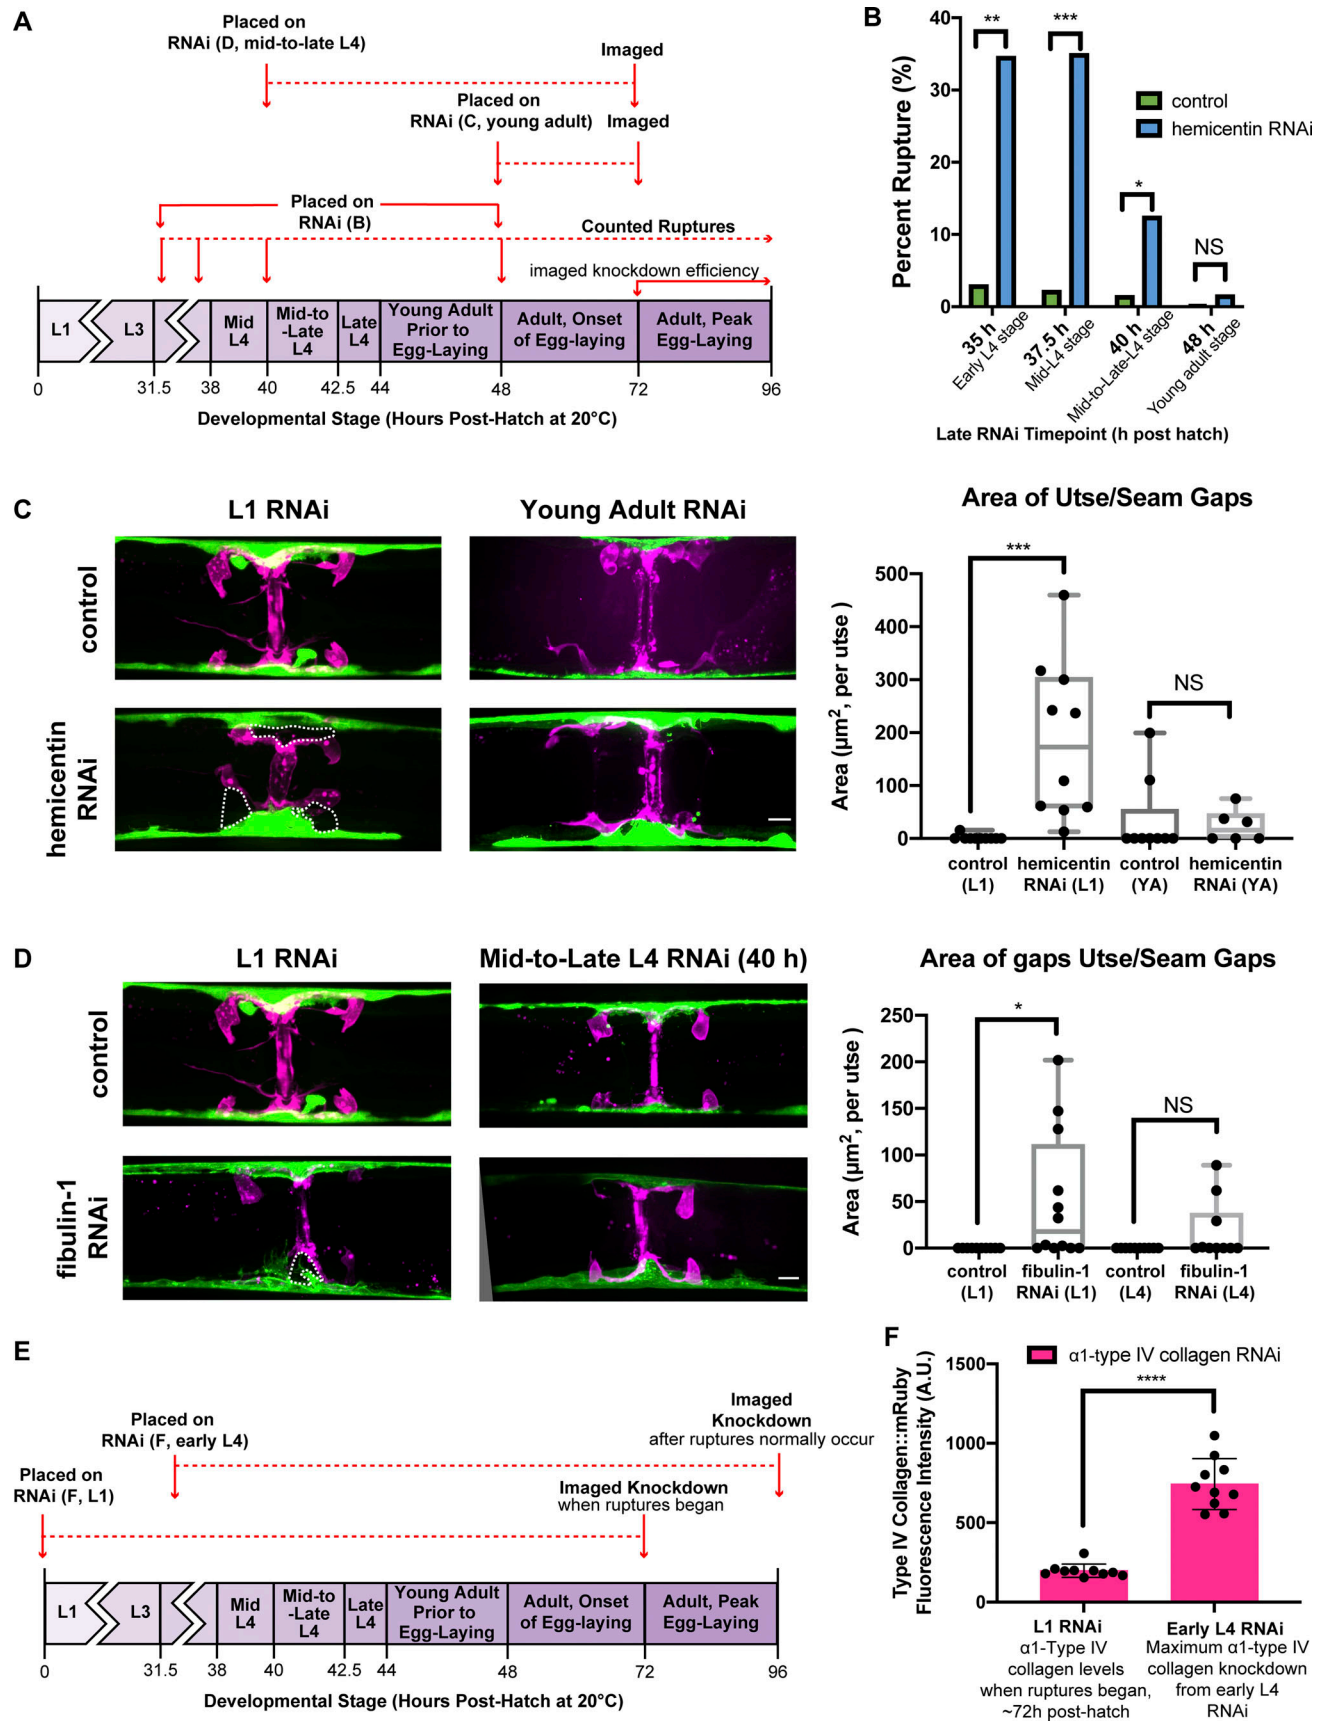 A
Placed on
RNAi (D, mid-to-late L4)
Imaged
Placed on
RNAi (C, young adult)
Imaged
Placed on
RNAi (B)
Counted Ruptures
imaged knockdown efficiency
L1
L3
Mid
L4
Mid-to
-Late
L4
Late
L4
Young Adult
Prior to
Egg-Laying
Adult, Onset
of Egg-laying
Adult, Peak
Egg-Laying
0
31.5
38
40
42.5
44
48
72
96
Developmental Stage (Hours Post-Hatch at 20°C)
B
Percent Rupture (%)
40
30
20
10
0
**
***
*
NS
control
hemicentin RNAi
35 h
Early L4 stage
37.5 h
Mid-L4 stage
40 h
Mid-to-Late-L4 stage
48 h
Young adult stage
Late RNAi Timepoint (h post hatch)
C
L1 RNAi
Young Adult RNAi
control
hemicentin
RNAi
Area of Utse/Seam Gaps
Area (µm², per utse )
500
400
300
200
100
0
***
NS
control
(L1)
hemicentin
RNAi (L1)
control
(YA)
hemicentin
RNAi (YA)
D
L1 RNAi
Mid-to-Late L4 RNAi (40 h)
control
fibulin-1
RNAi
Area of gaps Utse/Seam Gaps
Area (µm², per utse )
250
200
150
100
50
0
*
NS
control
(L1)
fibulin-1
RNAi (L1)
control
(L4)
fibulin-1
RNAi (L4)
E
Placed on
RNAi (F, early L4)
Placed on
RNAi (F, L1)
Imaged
Knockdown
after ruptures normally occur
Imaged Knockdown
when ruptures began
L1
L3
Mid
L4
Mid-to
-Late
L4
Late
L4
Young Adult
Prior to
Egg-Laying
Adult, Onset
of Egg-laying
Adult, Peak
Egg-Laying
0
31.5
38
40
42.5
44
48
72
96
Developmental Stage (Hours Post-Hatch at 20°C)
F
Type IV Collagen::mRuby
Fluorescence Intensity (A.U.)
1500
1000
500
0
α1-type IV collagen RNAi
****
L1 RNAi
α1-Type IV
collagen levels
when ruptures began,
~72h post-hatch
Early L4 RNAi
Maximum α1-type IV
collagen knockdown
from early L4
RNAi